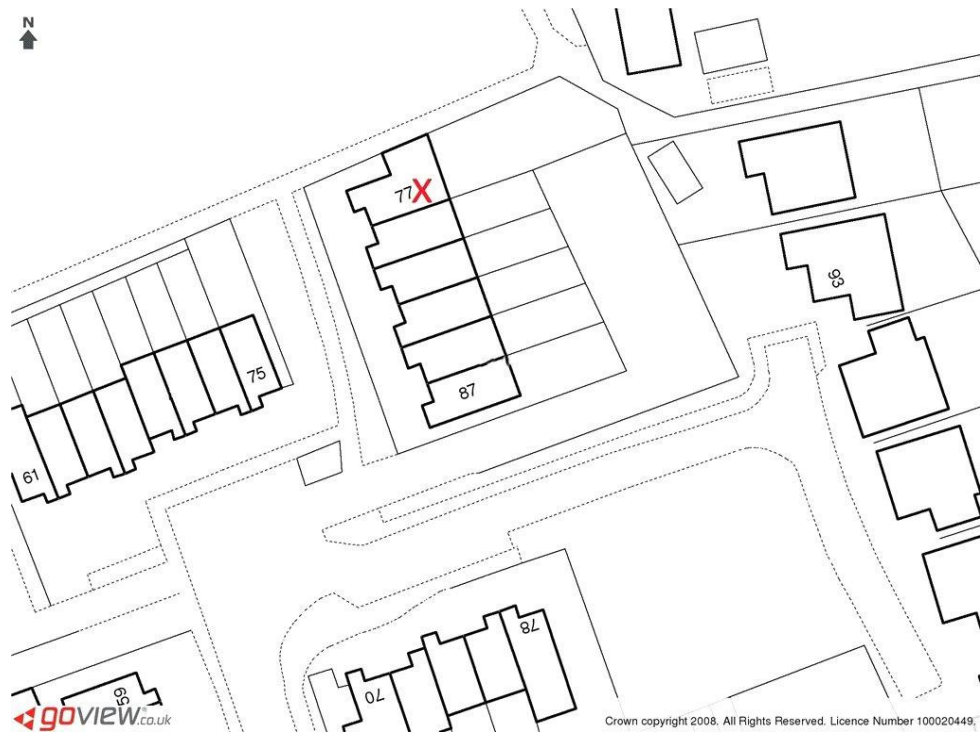 N
77 X
93
75
87
61
78
70
59
goview.co.uk
Crown copyright 2008. All Rights Reserved. Licence Number 100020449.